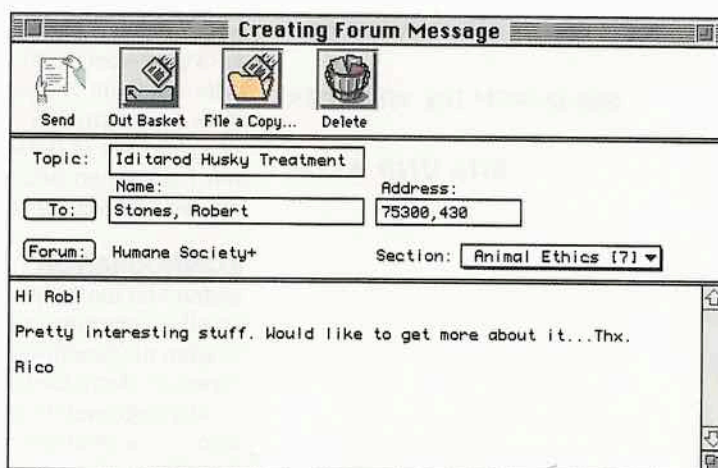 Creating Forum Message
Send Out Basket File a Copy... Delete
Topic: Iditarod Husky Treatment
Name: Address:
To: Stones, Robert 75300,430
Forum: Humane Society+ Section: Animal Ethics [7]
Hi Rob!
Pretty interesting stuff. Would like to get more about it...Thx.
Rico